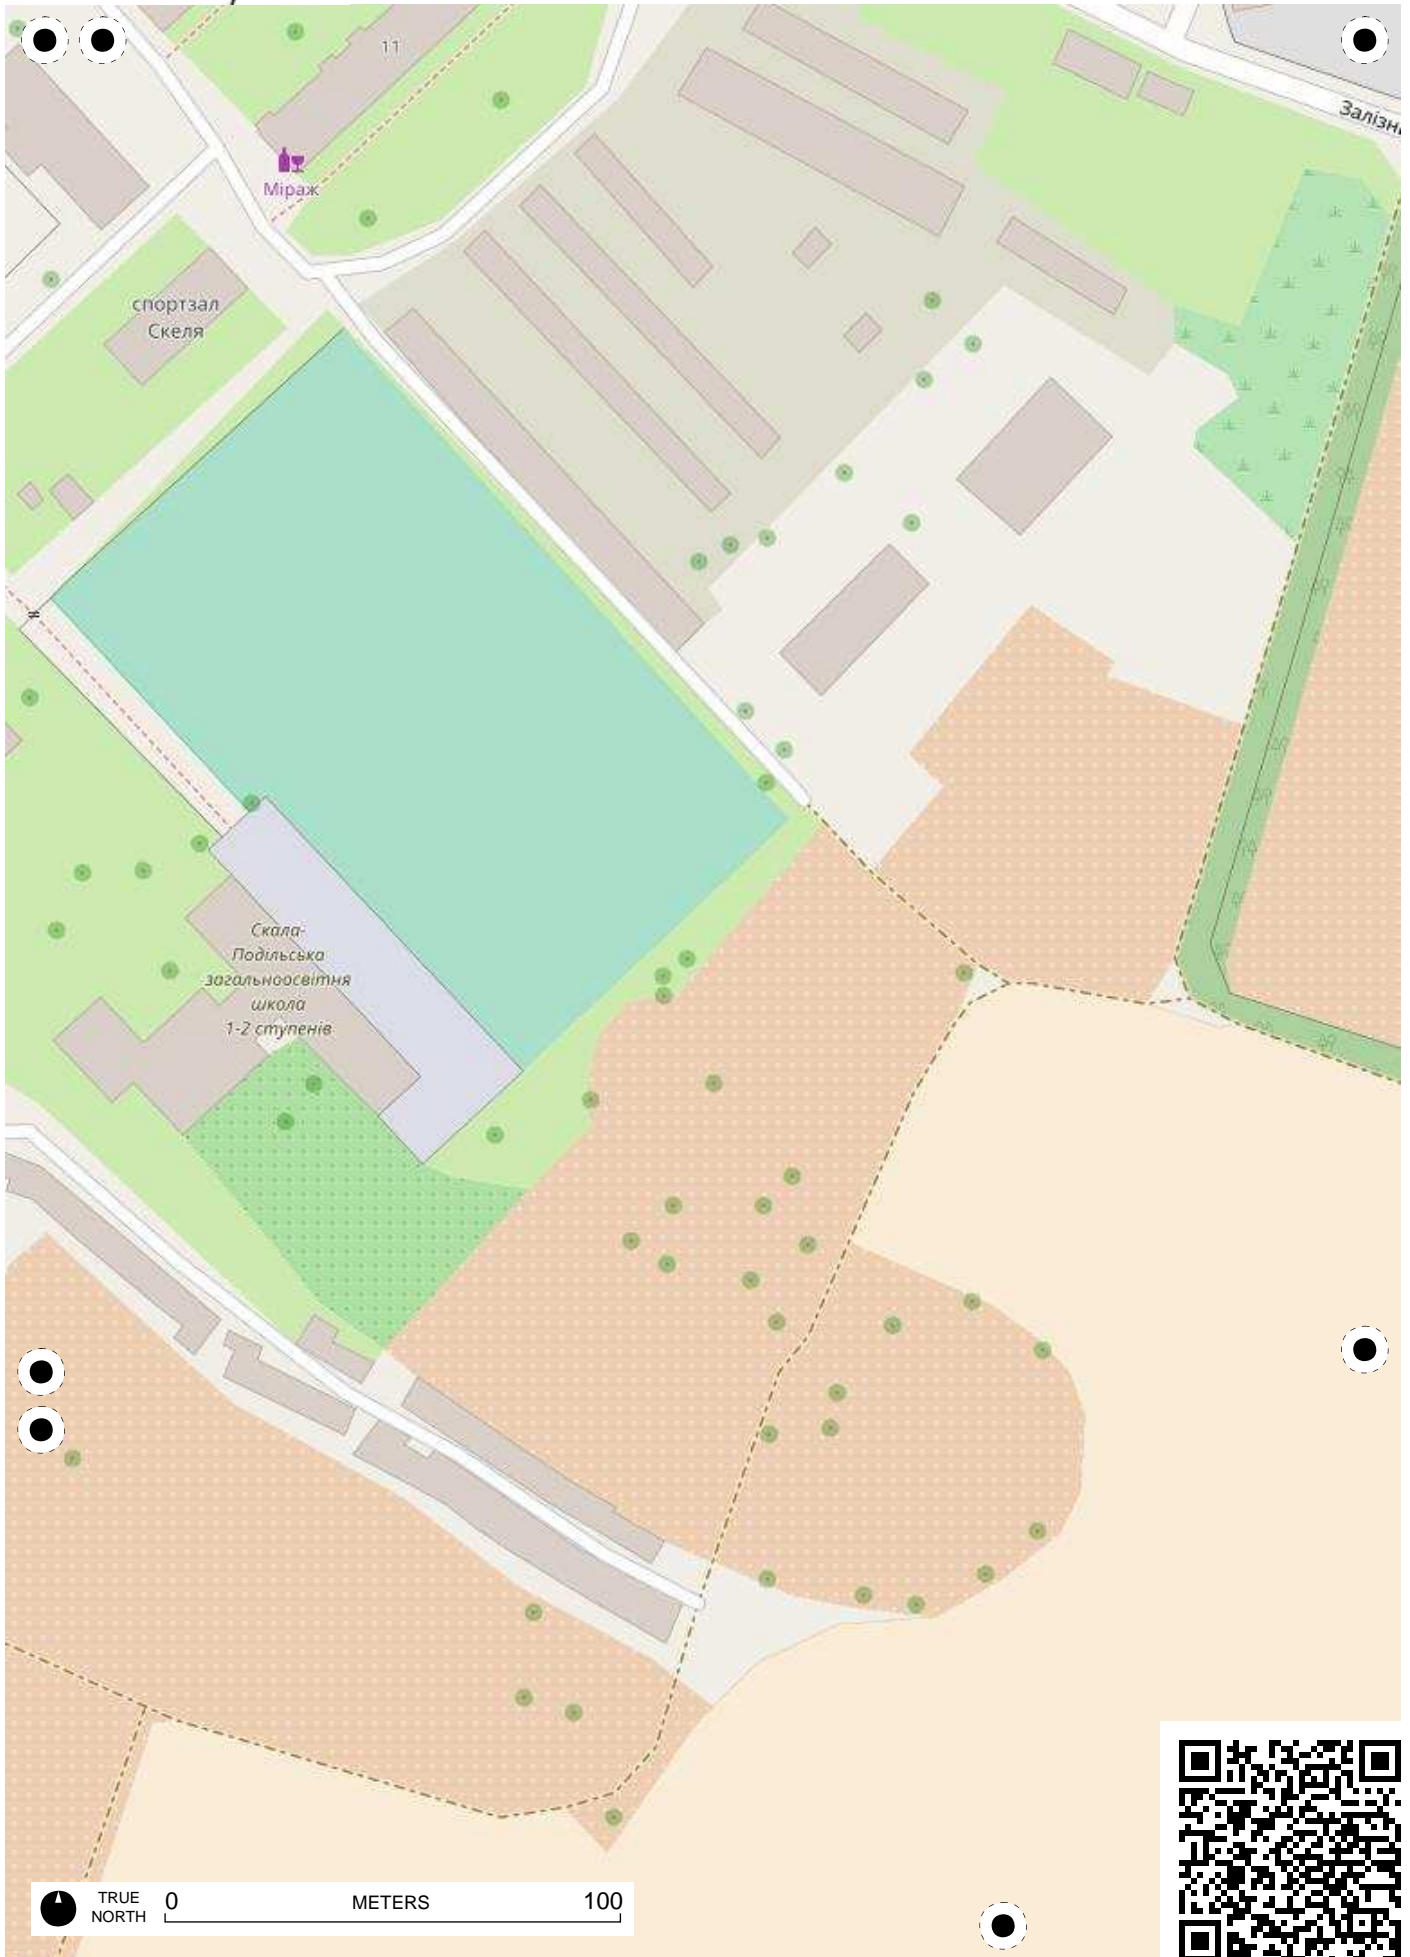 11
Залізн
Міраж
спортзал
Скеля
Скала-
Подільська
загальноосвітня
школа
1-2 ступенів
TRUE
NORTH
0 METERS 100